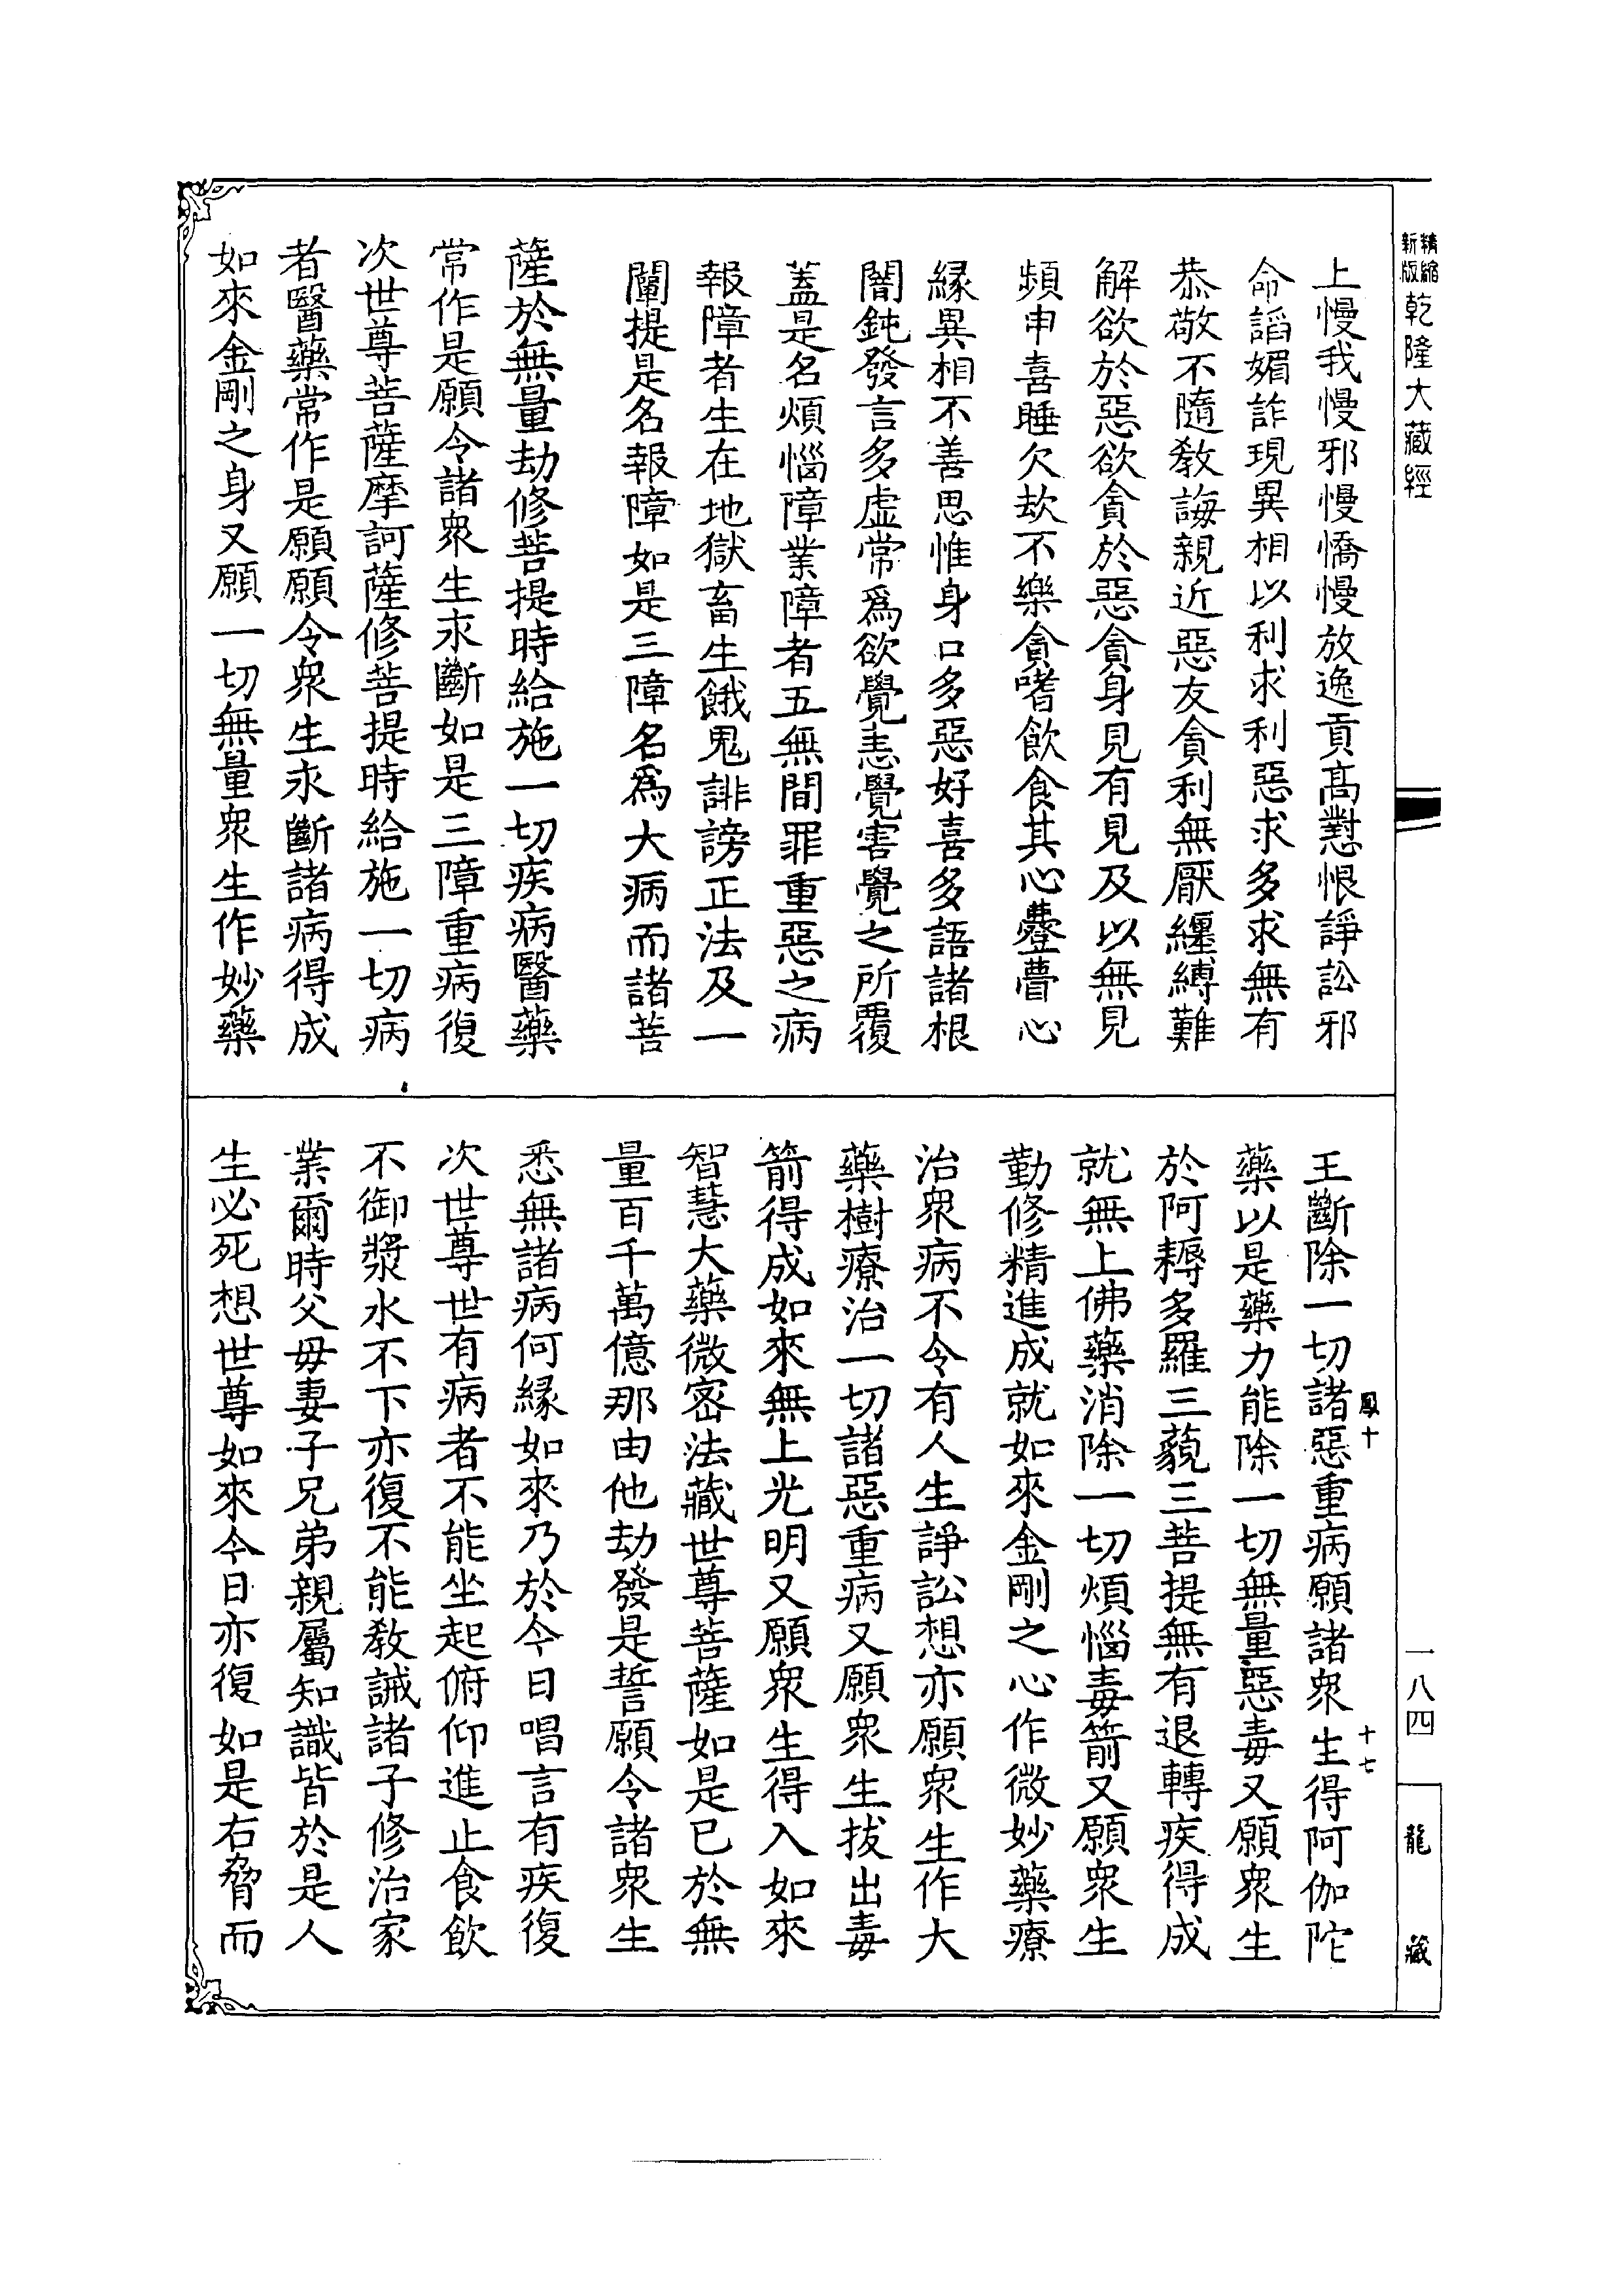 精縮新版乾隆大藏經
上慢我慢邪慢憍慢放逸貢高懟恨諍訟邪
命諂媚詐現異相以利求利惡求多求無有
恭敬不隨教誨親近惡友貪利無厭纏縛難
解欲於惡欲貪於惡貪身見有見及以無見
頻申喜睡欠㰦不樂貪嗜飲食其心㽮瞢心
緣異相不善思惟身口多惡好喜多語諸根
闇鈍發言多虛常為欲覺恚覺害覺之所覆
蓋是名煩惱障業障者五無間罪重惡之病
報障者生在地獄畜生餓鬼誹謗正法及一
闡提是名報障如是三障名為大病而諸菩
薩於無量劫修菩提時給施一切疾病醫藥
常作是願令諸眾生永斷如是三障重病復
次世尊菩薩摩訶薩修菩提時給施一切病
者醫藥常作是願願令眾生永斷諸病得成
如來金剛之身又願一切無量眾生作妙藥
王斷除一切諸惡重病願諸眾生得阿伽陀
藥以是藥力能除一切無量惡毒又願眾生
於阿耨多羅三藐三菩提無有退轉疾得成
就無上佛藥消除一切煩惱毒箭又願眾生
勤修精進成就如來金剛之心作微妙藥療
治眾病不令有人生諍訟想亦願眾生作大
藥樹療治一切諸惡重病又願眾生拔出毒
箭得成如來無上光明又願眾生得入如來
智慧大藥微密法藏世尊菩薩如是已於無
量百千萬億那由他劫發是誓願令諸眾生
悉無諸病何緣如來乃於今日唱言有疾復
次世尊世有病者不能坐起俯仰進止食飲
不御漿水不下亦復不能教誡諸子修治家
業爾時父母妻子兄弟親屬知識皆於是人
生必死想世尊如來今日亦復如是右脅而
鳳十
十七
一八四
龍藏